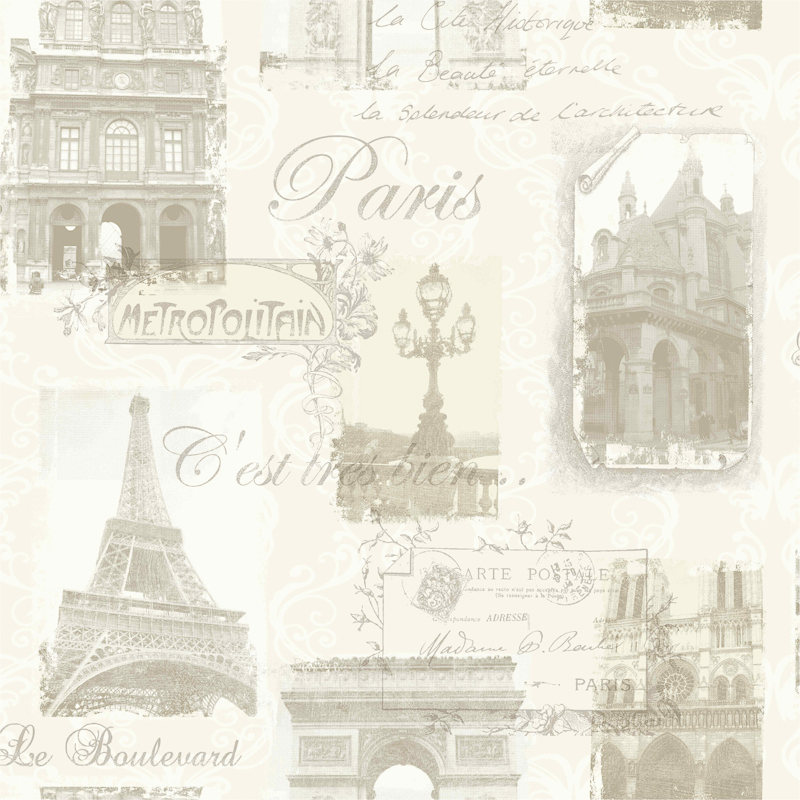 la Cité Historique
la Beauté éternelle
la Splendeur de l'architecture
Paris
METROPOLITAIN
C'est très bien...
CARTE POSTALE
Correspondance
ADRESSE
Madame B.
PARIS
Le Boulevard